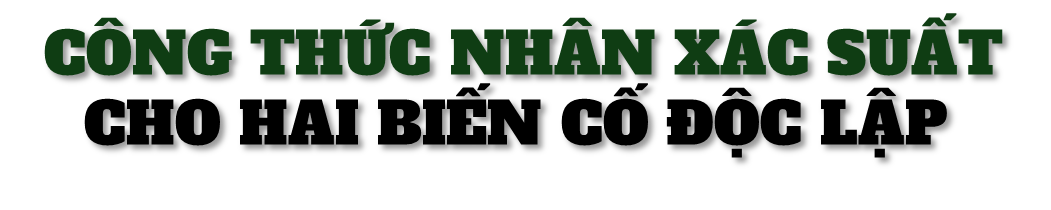 CÔNG THỨC NHÂN XÁC SUẤT
CHO HAI BIẾN CỐ ĐỘC LẬP